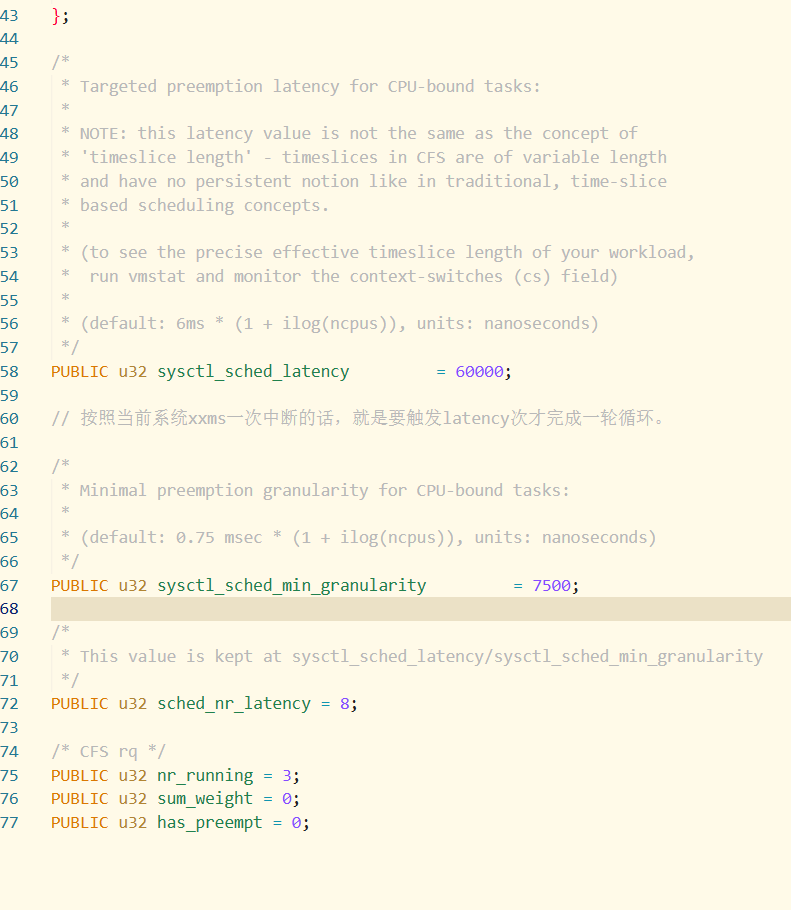 43 };
44
45 /*
46  * Targeted preemption latency for CPU-bound tasks:
47  *
48  * NOTE: this latency value is not the same as the concept of
49  * 'timeslice length' - timeslices in CFS are of variable length
50  * and have no persistent notion like in traditional, time-slice
51  * based scheduling concepts.
52  *
53  * (to see the precise effective timeslice length of your workload,
54  *  run vmstat and monitor the context-switches (cs) field)
55  *
56  * (default: 6ms * (1 + ilog(ncpus)), units: nanoseconds)
57  */
58 PUBLIC u32 sysctl_sched_latency         = 60000;
59
60 // 按照当前系统xxms一次中断的话，就是要触发latency次才完成一轮循环。
61
62 /*
63  * Minimal preemption granularity for CPU-bound tasks:
64  *
65  * (default: 0.75 msec * (1 + ilog(ncpus)), units: nanoseconds)
66  */
67 PUBLIC u32 sysctl_sched_min_granularity         = 7500;
68
69 /*
70  * This value is kept at sysctl_sched_latency/sysctl_sched_min_granularity
71  */
72 PUBLIC u32 sched_nr_latency = 8;
73
74 /* CFS rq */
75 PUBLIC u32 nr_running = 3;
76 PUBLIC u32 sum_weight = 0;
77 PUBLIC u32 has_preempt = 0;